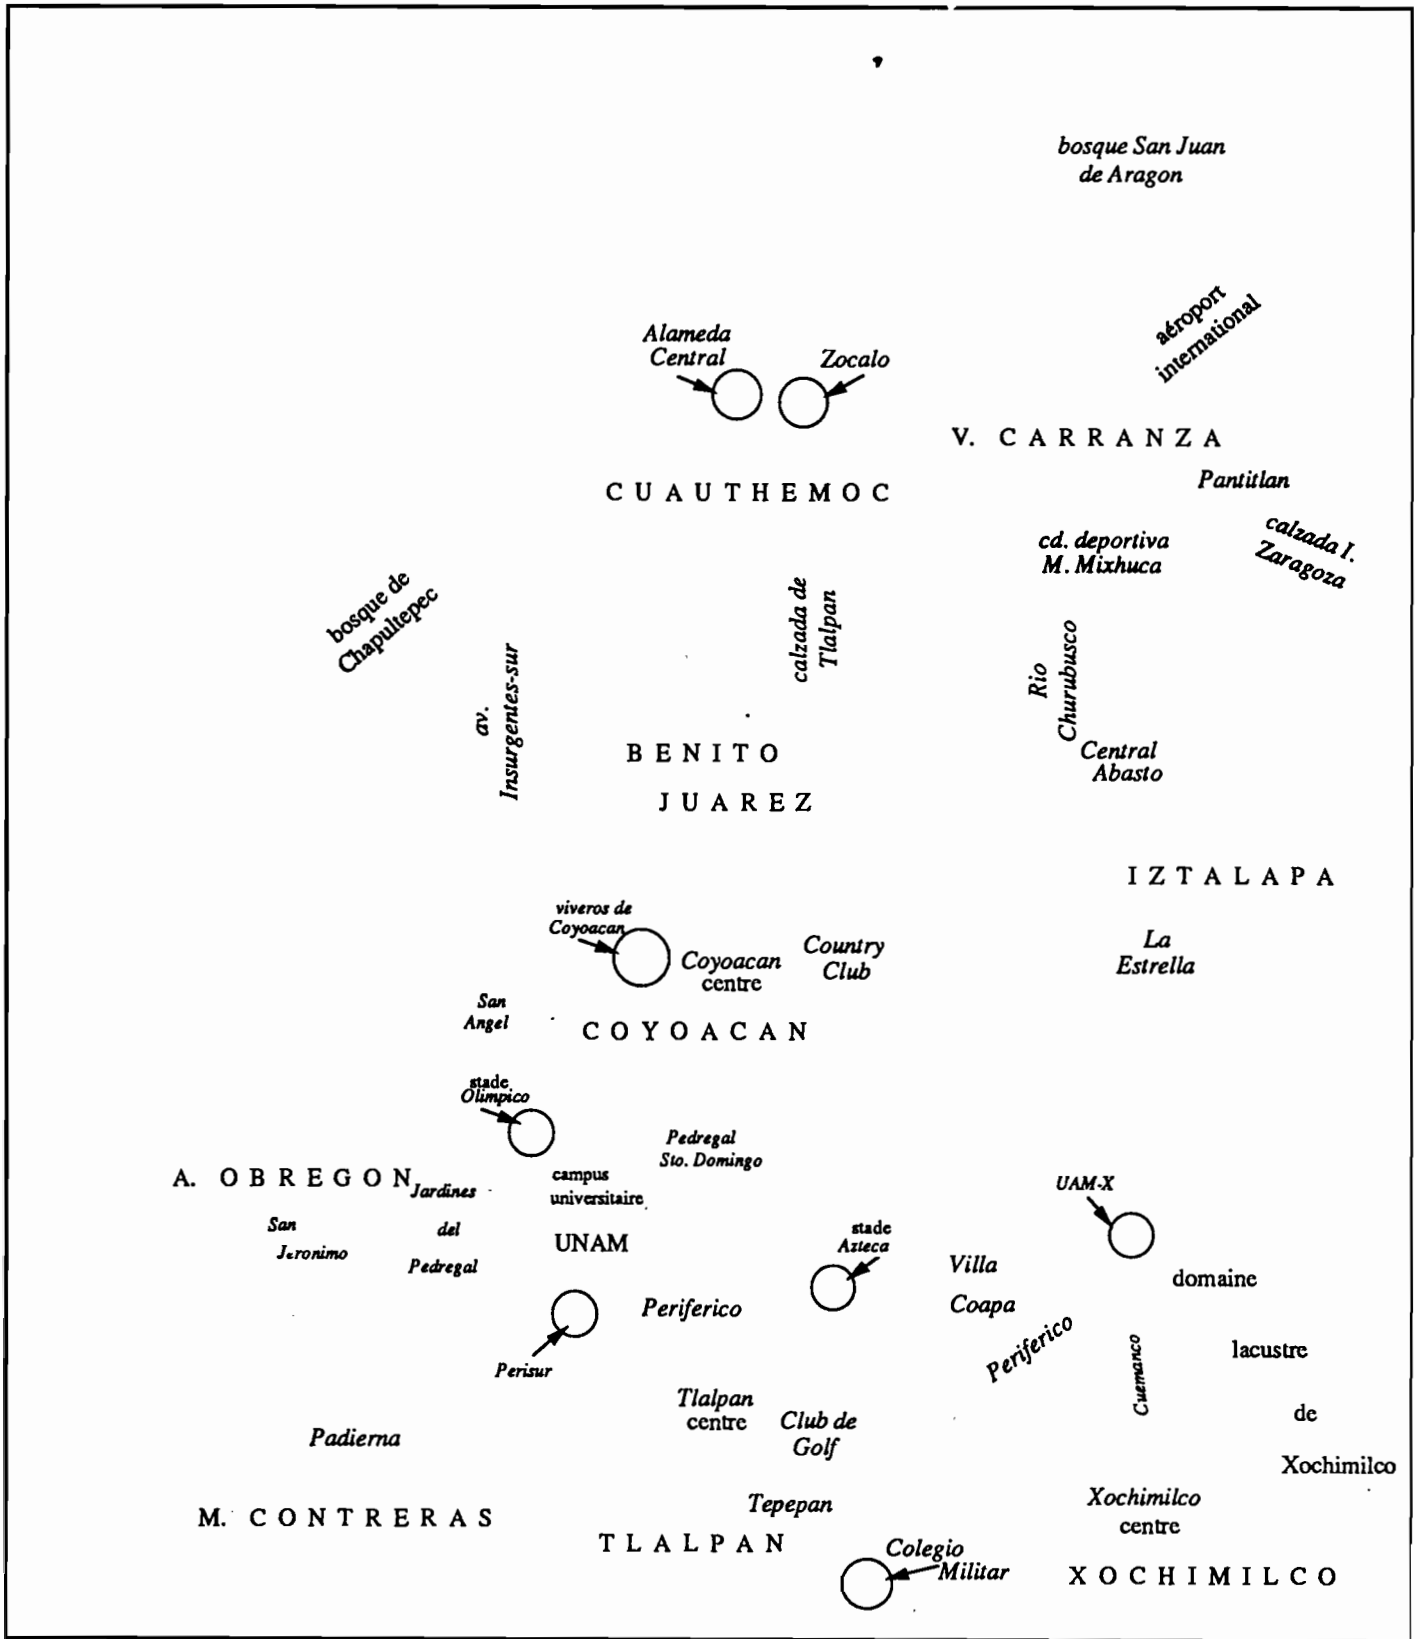 bosque San Juan
de Aragon
aéroport
international
Alameda
Central
Zocalo
V. CARRANZA
Pantitlan
CUAUTHEMOC
calzada I.
Zaragoza
cd. deportiva
M. Mixhuca
bosque de
Chapultepec
calzada de
Tlalpan
Rio
Churubusco
av.
Insurgentes-sur
BENITO
JUAREZ
Central
Abasto
IZTALAPA
viveros de
Coyoacan
Coyoacan
centre
Country
Club
La
Estrella
San
Angel
COYOACAN
stade
Olimpico
Pedregal
Sto. Domingo
A. OBREGON
Jardines
del
Pedregal
campus
universitaire
UNAM
UAM-X
San
Jeronimo
stade
Azteca
Villa
Coapa
domaine
lacustre
de
Xochimilco
Periferico
Periferico
Cuemanco
Perisur
Tlalpan
centre
Club de
Golf
Padierna
Tepepan
Xochimilco
centre
M. CONTRERAS
TLALPAN
Colegio
Militar
XOCHIMILCO